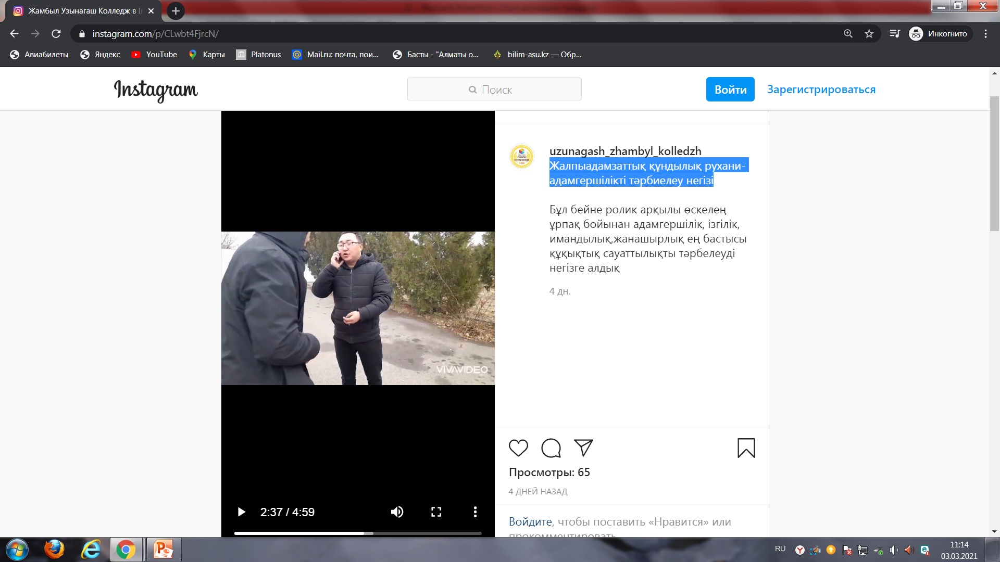 Жамбыл Узынагаш Колледж в In
instagram.com/p/CLwbt4FjrcN/
Инкогнито
Авиабилеты
Яндекс
YouTube
Карты
Platonus
Mail.ru: почта, пои...
Басты - "Алматы о...
bilim-asu.kz — Обр...
Instagram
Поиск
Войти
Зарегистрироваться
uzunagash_zhambyl_kolledzh
Жалпыадамзаттық құндылық рухани-
адамгершілікті тәрбиелеу негізі
Бұл бейне ролик арқылы өскелең
ұрпақ бойынан адамгершілік, ізгілік,
имандылық,жанашырлық ең бастысы
құқықтық сауаттылықты тәрбелеуді
негізге алдық
4 дн.
VIVAVIDEO
Просмотры: 65
4 ДНЕЙ НАЗАД
2:37 / 4:59
Войдите, чтобы поставить «Нравится» или
прокомментировать
RU
11:14
03.03.2021